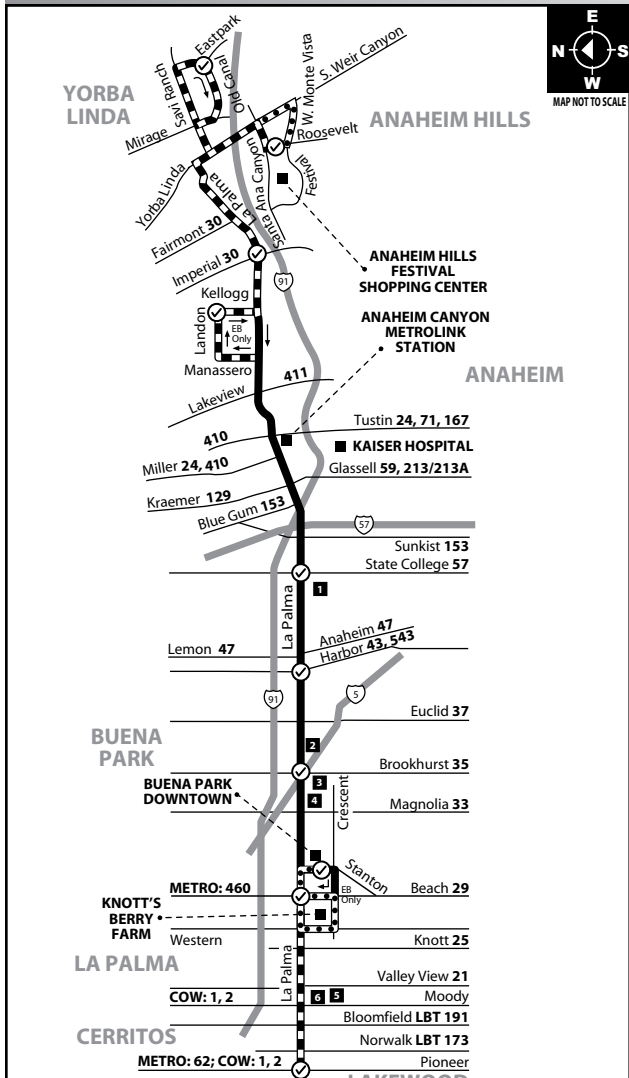 E
N
S
W
MAP NOT TO SCALE
YORBA
LINDA
Savi Ranch
Eastpark
Old Canal
W. Monte Vista
S. Weir Canyon
ANAHEIM HILLS
Mirage
Roosevelt
Yorba Linda
La Palma
Santa Ana Canyon
Festival
Fairmont 30
Imperial 30
91
ANAHEIM HILLS
FESTIVAL
SHOPPING CENTER
Kellogg
Landon
EB
Only
Manassero
ANAHEIM CANYON
METROLINK
STATION
ANAHEIM
Lakeview
411
410
Tustin 24, 71, 167
KAISER HOSPITAL
Miller 24, 410
Glassell 59, 213/213A
Kraemer 129
Blue Gum 153
57
Sunkist 153
State College 57
1
La Palma
Anaheim 47
Lemon 47
Harbor 43, 543
91
5
Euclid 37
BUENA
PARK
2
Brookhurst 35
BUENA PARK
DOWNTOWN
3
4
Crescent
Magnolia 33
Stanton
METRO: 460
EB
Only
Beach 29
KNOTT'S
BERRY
FARM
Western
Knott 25
LA PALMA
La Palma
Valley View 21
COW: 1, 2
6
5
Moody
Bloomfield LBT 191
CERRITOS
Norwalk LBT 173
METRO: 62; COW: 1, 2
Pioneer
LAKEWOOD